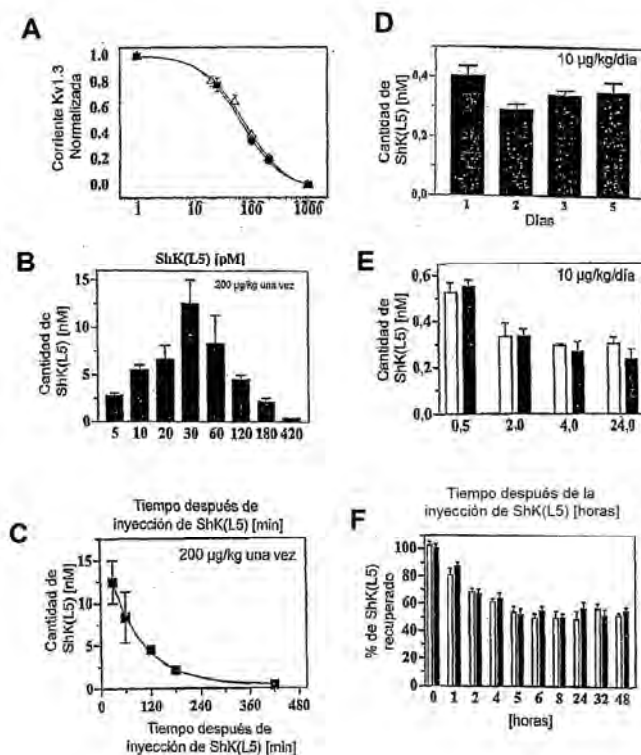 A
Corriente Kv1.3
Normalizada
1.0
0.8
0.6
0.4
0.2
0.0
1 10 100 1000
ShK(L5) [pM]
B
200 µg/kg una vez
Cantidad de
ShK(L5) [nM]
15
10
5
0
5 10 20 30 60 120 180 420
Tiempo después de
inyección de ShK(L5) [min]
C
200 µg/kg una vez
Cantidad de
ShK(L5) [nM]
15
10
5
0
0 120 240 360 480
Tiempo después de
inyección de ShK(L5) [min]
D
10 µg/kg/día
Cantidad de
ShK(L5) [nM]
0,4
0,2
0,0
1 2 3 5
Días
E
10 µg/kg/día
Cantidad de
ShK(L5) [nM]
0,6
0,4
0,2
0,0
0,5 2,0 4,0 24,0
Tiempo después de la
inyección de ShK(L5) [horas]
F
% de ShK(L5)
recuperado
100
80
60
40
20
0
0 1 2 4 5 6 8 24 32 48
[horas]